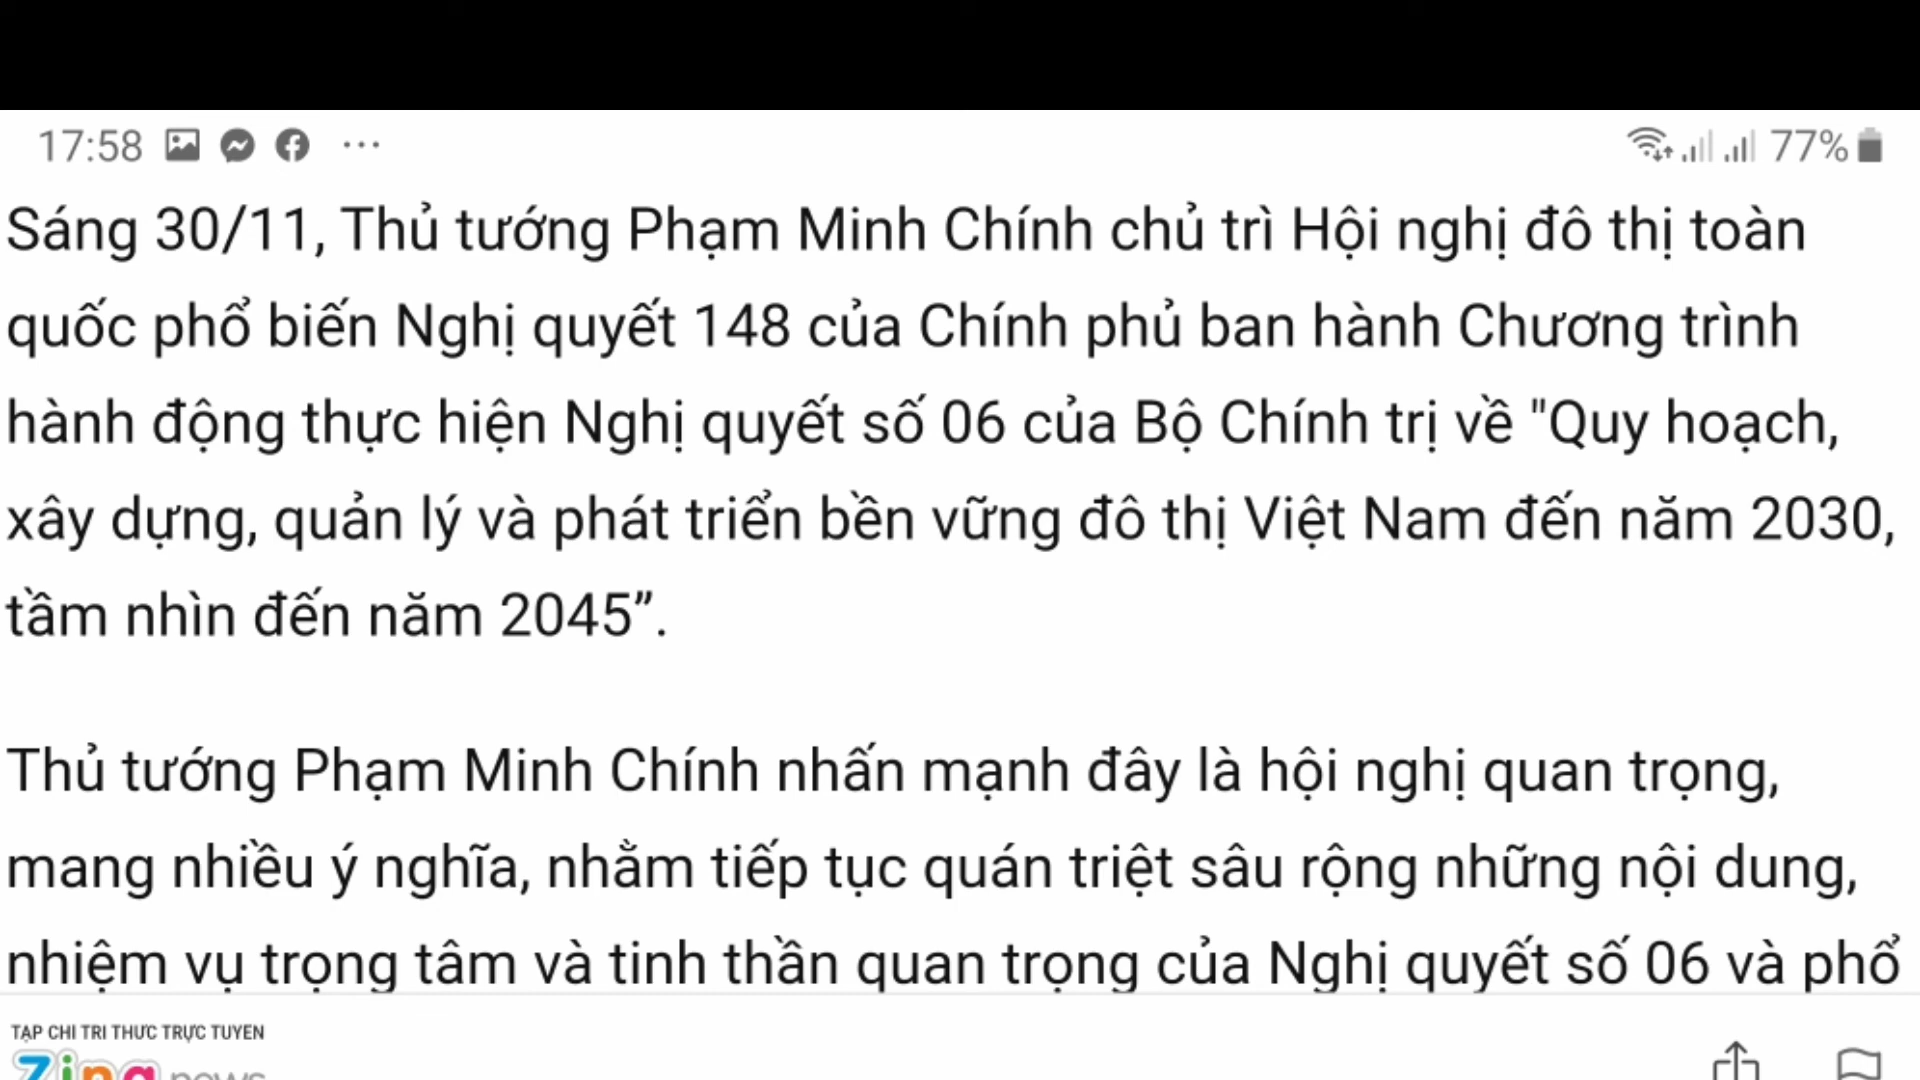 17:58 77%
Sáng 30/11, Thủ tướng Phạm Minh Chính chủ trì Hội nghị đô thị toàn
quốc phổ biến Nghị quyết 148 của Chính phủ ban hành Chương trình
hành động thực hiện Nghị quyết số 06 của Bộ Chính trị về "Quy hoạch,
xây dựng, quản lý và phát triển bền vững đô thị Việt Nam đến năm 2030,
tầm nhìn đến năm 2045”.
Thủ tướng Phạm Minh Chính nhấn mạnh đây là hội nghị quan trọng,
mang nhiều ý nghĩa, nhằm tiếp tục quán triệt sâu rộng những nội dung,
nhiệm vụ trọng tâm và tinh thần quan trọng của Nghị quyết số 06 và phổ
TẠP CHI TRI THƯC TRỰC TUYEN
Zing news